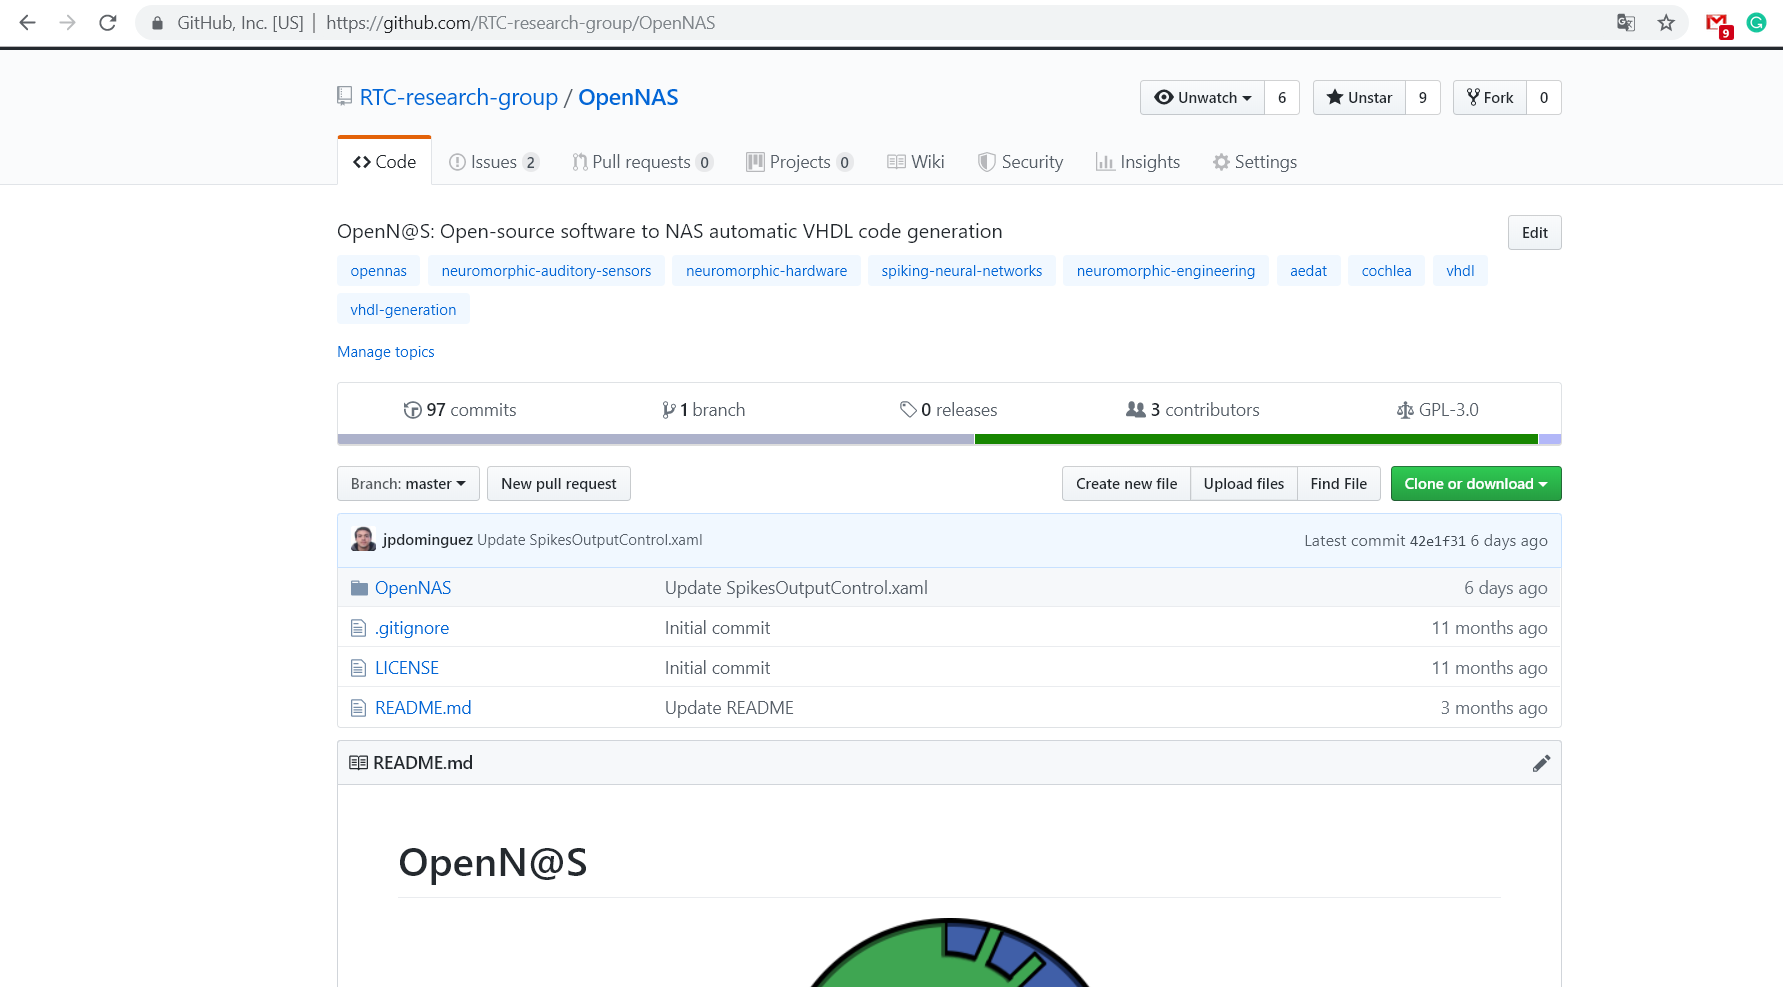 GitHub, Inc. [US] | https://github.com/RTC-research-group/OpenNAS
9
G
RTC-research-group / OpenNAS
Unwatch 6 Unstar 9 Fork 0
Code Issues 2 Pull requests 0 Projects 0 Wiki Security Insights Settings
OpenN@S: Open-source software to NAS automatic VHDL code generation
Edit
opennas neuromorphic-auditory-sensors neuromorphic-hardware spiking-neural-networks neuromorphic-engineering aedat cochlea vhdl
vhdl-generation
Manage topics
97 commits 1 branch 0 releases 3 contributors GPL-3.0
Branch: master New pull request Create new file Upload files Find File Clone or download
jpdominguez Update SpikesOutputControl.xaml Latest commit 42e1f31 6 days ago
OpenNAS Update SpikesOutputControl.xaml 6 days ago
.gitignore Initial commit 11 months ago
LICENSE Initial commit 11 months ago
README.md Update README 3 months ago
README.md
OpenN@S